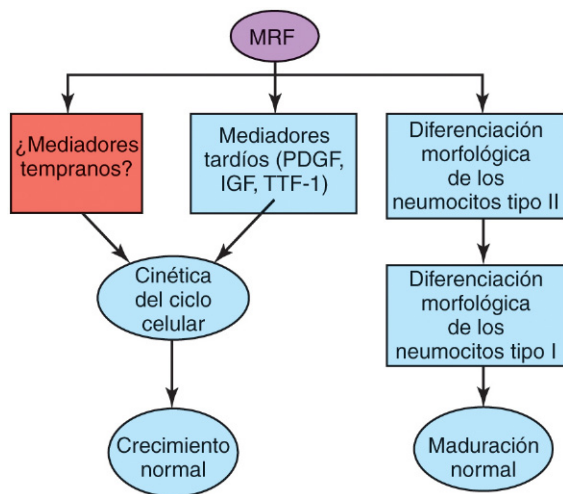 MRF
¿Mediadores
tempranos?
Mediadores
tardíos (PDGF,
IGF, TTF-1)
Diferenciación
morfológica
de los
neumocitos tipo II
Cinética
del ciclo
celular
Diferenciación
morfológica
de los
neumocitos tipo I
Crecimiento
normal
Maduración
normal